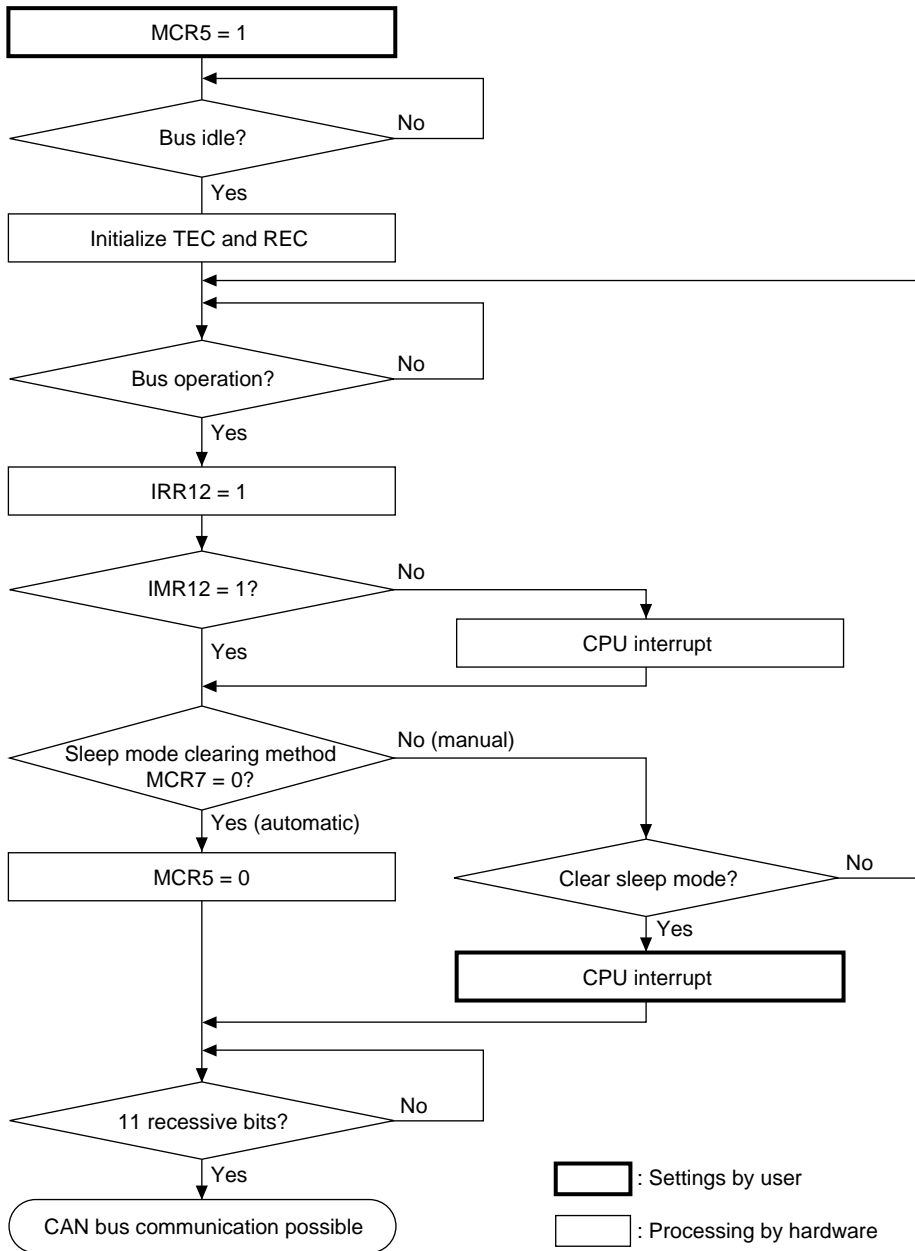 MCR5 = 1
Bus idle?
No
Yes
Initialize TEC and REC
Bus operation?
No
Yes
IRR12 = 1
IMR12 = 1?
No
Yes
CPU interrupt
Sleep mode clearing method
MCR7 = 0?
No (manual)
Yes (automatic)
MCR5 = 0
Clear sleep mode?
No
Yes
CPU interrupt
11 recessive bits?
No
Yes
CAN bus communication possible
: Settings by user
: Processing by hardware